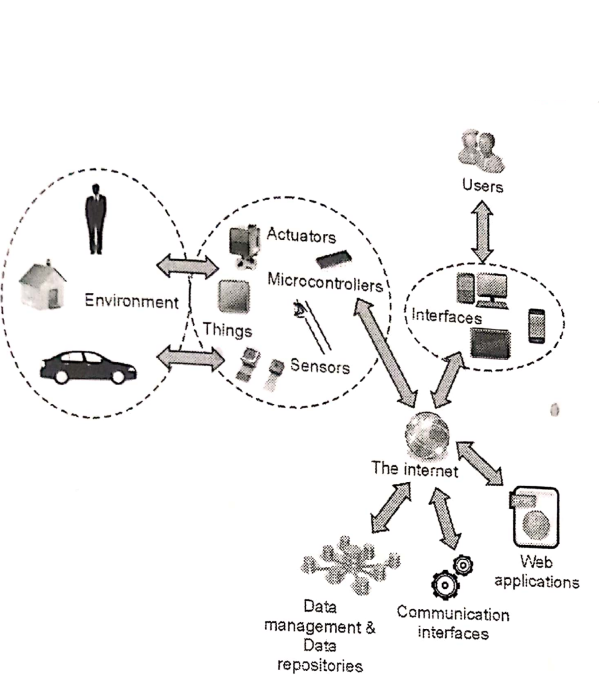 Users
Actuators
Microcontrollers
Environment
Interfaces
Things
Sensors
The internet
Web
applications
Data
management &
Data
repositories
Communication
interfaces